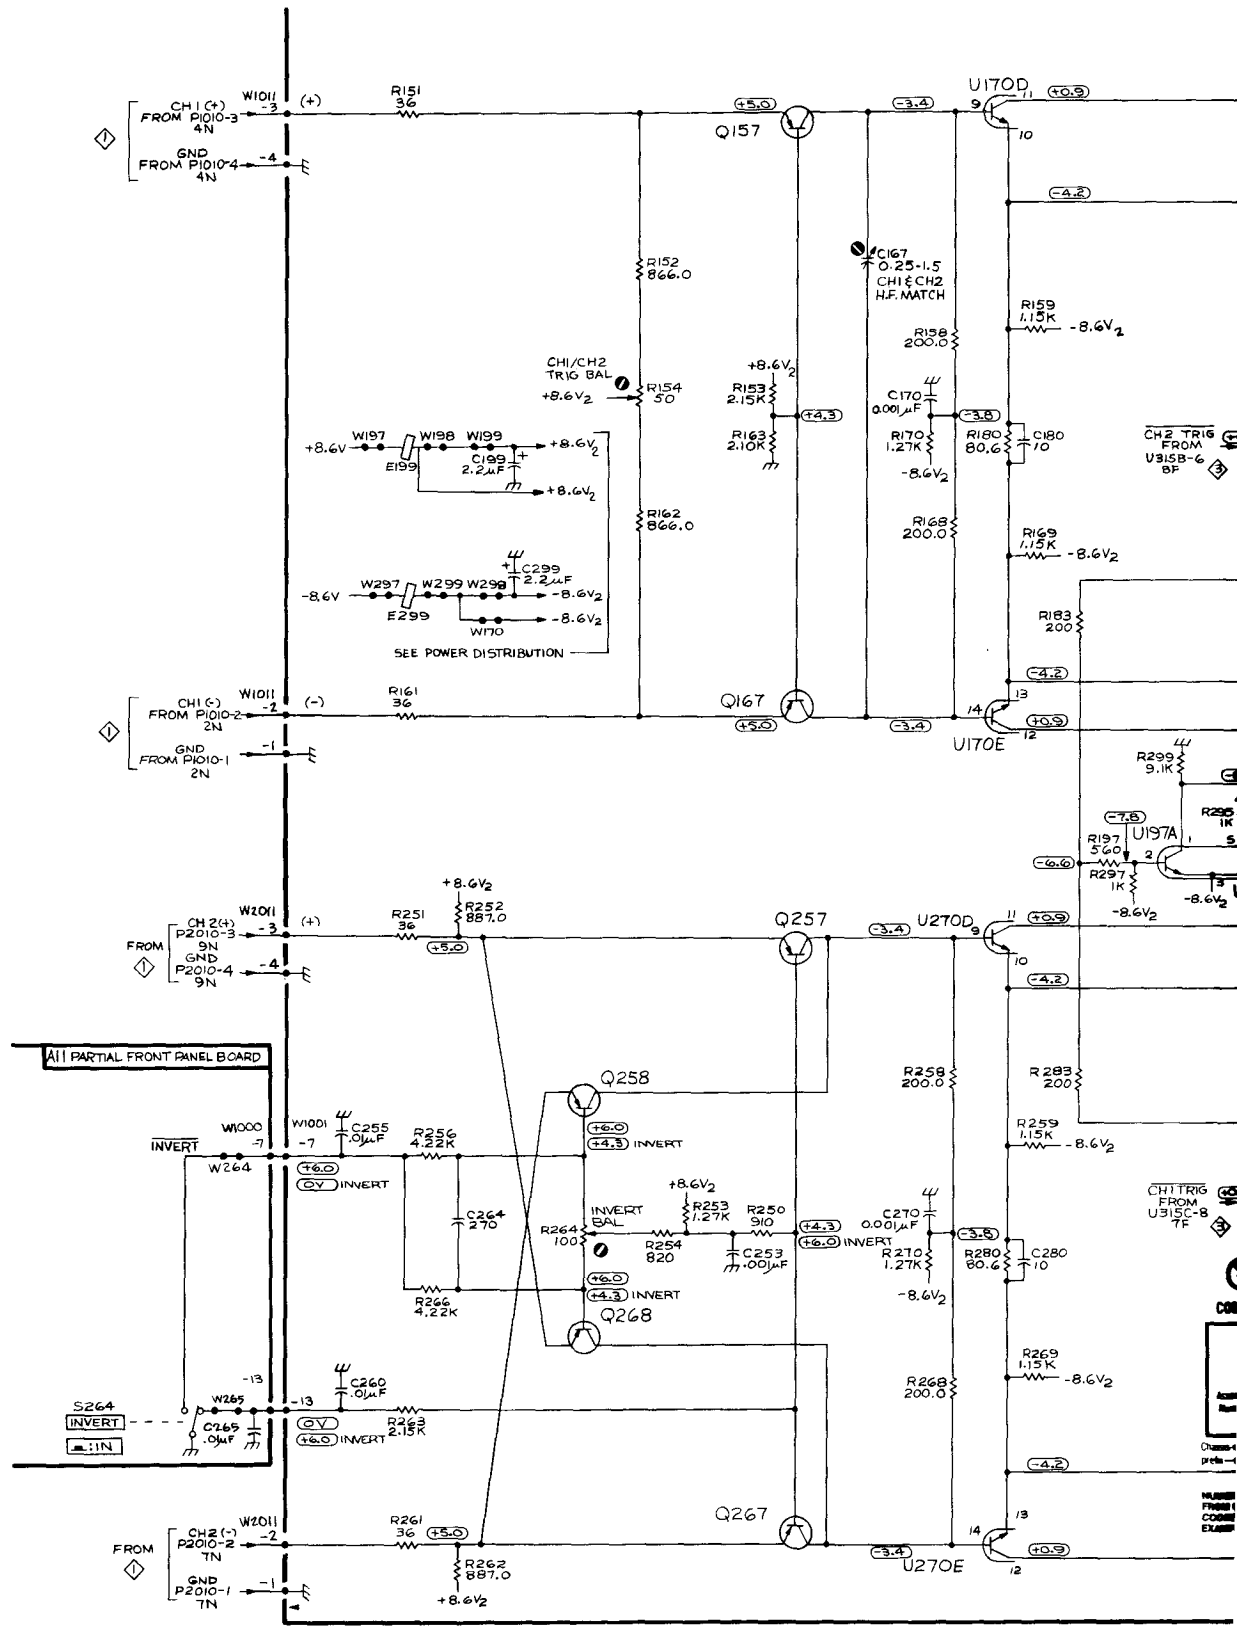 U170D
W1011
CH 1 (+)
FROM P1010-3
4N
-3
(+)
R151
36
+5.0
Q157
-3.4
9
11
+0.9
10
1
GND
FROM P1010-4
4N
-4
-4.2
R152
866.0
C167
0.25-1.5
CH1 & CH2
H.F. MATCH
R159
1.15K
-8.6V2
R158
200.0
CH1/CH2
TRIG BAL
+8.6V2
R154
50
+8.6V2
R153
2.15K
+4.3
C170
0.001µF
-3.8
R163
2.10K
R170
1.27K
-8.6V2
R180
80.6
C180
10
CH2 TRIG
FROM
U315B-6
8F
3
+8.6V
W197
E199
W198
W199
C199
2.2µF
+
+8.6V2
+8.6V2
R162
866.0
R168
200.0
R169
1.15K
-8.6V2
-8.6V
W297
E299
W299
W298
+
C299
2.2µF
-8.6V2
-8.6V2
W170
SEE POWER DISTRIBUTION
R183
200
W1011
CH1 (-)
FROM P1010-2
2N
-2
(-)
R161
36
Q167
+5.0
-3.4
-4.2
13
14
+0.9
12
U170E
1
GND
FROM P1010-1
2N
-1
R299
9.1K
R295
1K
-7.8
U197A
R197
560
-6.6
2
1
R297
1K
-8.6V2
3
-8.6V2
5
+8.6V2
R252
887.0
W2011
CH 2(+)
P2010-3
9N
-3
(+)
R251
36
+5.0
Q257
-3.4
U270D
9
11
+0.9
10
FROM
1
GND
P2010-4
9N
-4
-4.2
A11 PARTIAL FRONT PANEL BOARD
Q258
R258
200.0
R283
200
INVERT
W1000
-7
W1001
-7
C255
.01µF
R256
4.22K
+6.0
+4.3 INVERT
R259
1.15K
-8.6V2
W264
+6.0
0V INVERT
C264
270
INVERT
BAL
R264
100
+8.6V2
R253
1.27K
R250
910
+4.3
+6.0 INVERT
R254
820
C253
.001µF
C270
0.001µF
-3.8
R270
1.27K
-8.6V2
R280
80.6
C280
10
CH1 TRIG
FROM
U315C-8
7F
3
R266
4.22K
+6.0
+4.3 INVERT
Q268
R269
1.15K
-8.6V2
R268
200.0
S264
INVERT
:IN
W265
-13
-13
C265
.01µF
C260
.01µF
R263
2.15K
0V
+6.0 INVERT
-4.2
W2011
CH2 (-)
P2010-2
7N
-2
R261
36
+5.0
Q267
-3.4
U270E
13
14
+0.9
12
FROM
1
GND
P2010-1
7N
-1
R262
887.0
+8.6V2